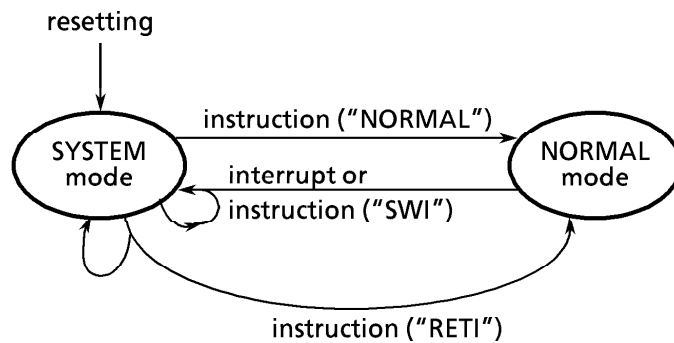 resetting
instruction (“NORMAL”)
SYSTEM
mode
NORMAL
mode
interrupt or
instruction (“SWI”)
instruction (“RETI”)